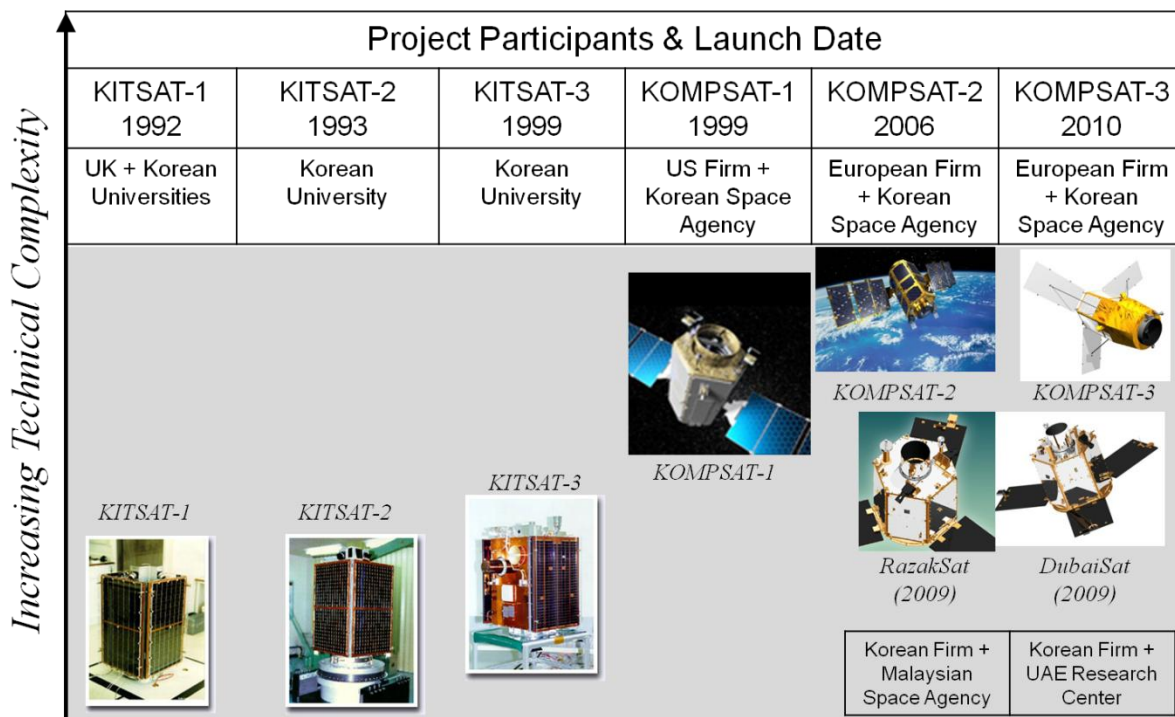 Increasing Technical Complexity
Project Participants & Launch Date
KITSAT-1
1992
KITSAT-2
1993
KITSAT-3
1999
KOMPSAT-1
1999
KOMPSAT-2
2006
KOMPSAT-3
2010
UK + Korean
Universities
Korean
University
Korean
University
US Firm +
Korean Space
Agency
European Firm
+ Korean
Space Agency
European Firm
+ Korean
Space Agency
KITSAT-1
KITSAT-2
KITSAT-3
KOMPSAT-1
KOMPSAT-2
KOMPSAT-3
RazakSat
(2009)
DubaiSat
(2009)
Korean Firm +
Malaysian
Space Agency
Korean Firm +
UAE Research
Center